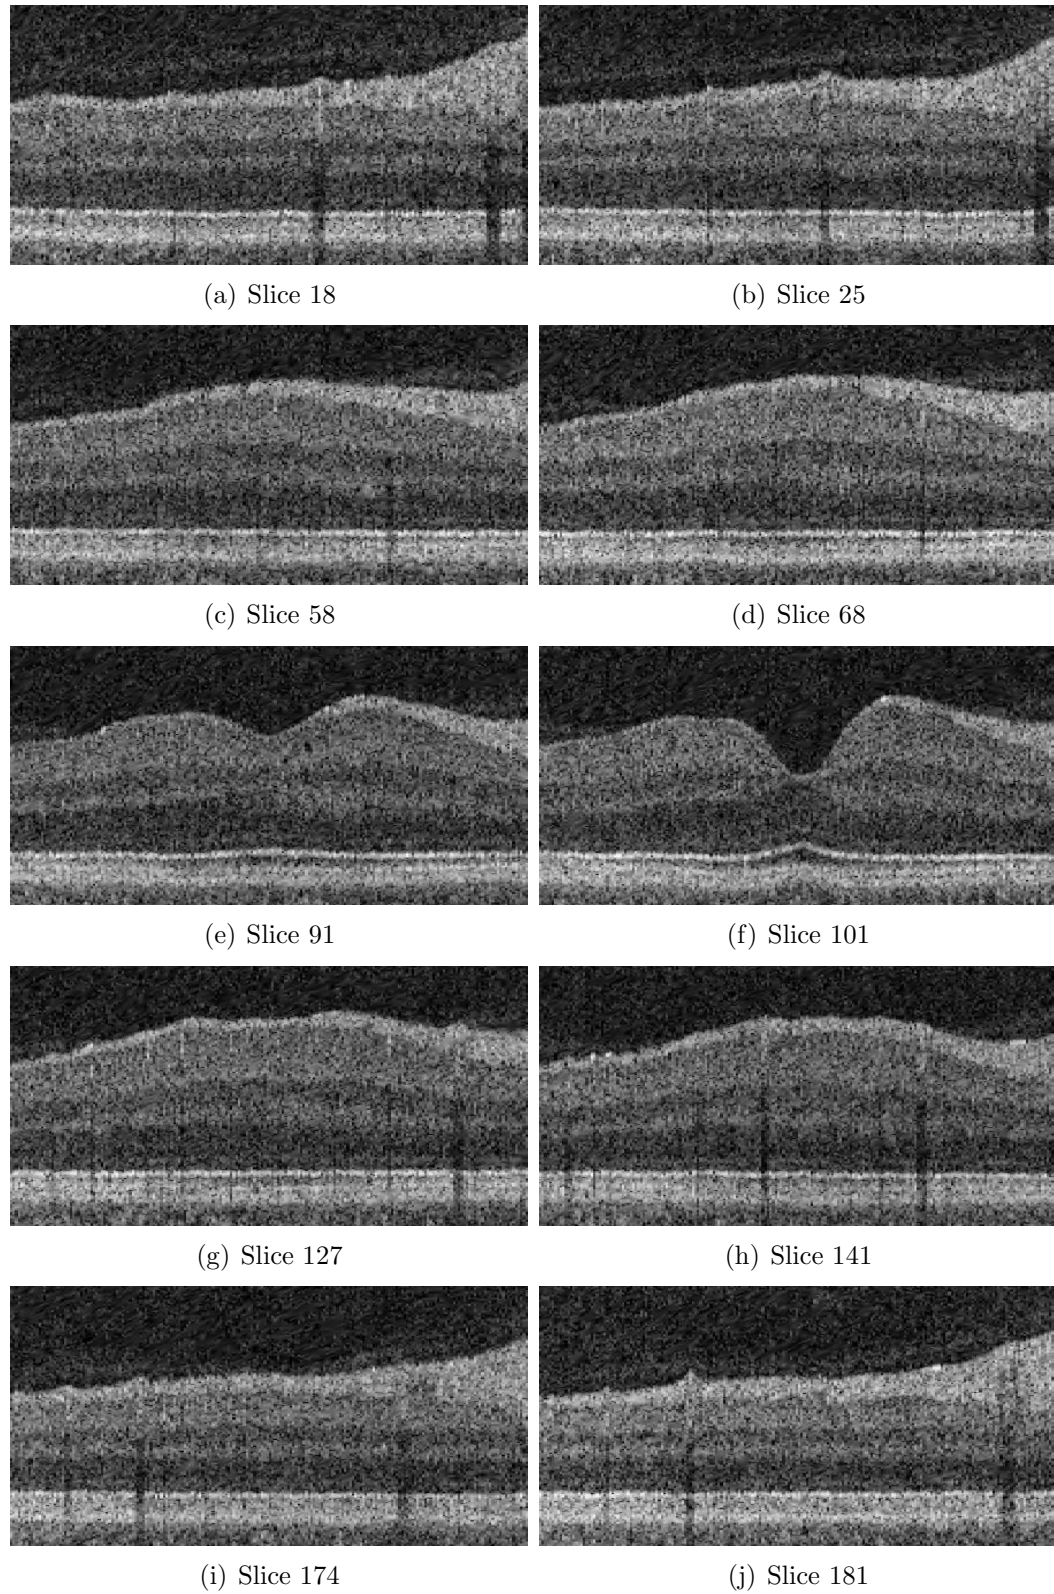 (a) Slice 18
(b) Slice 25
(c) Slice 58
(d) Slice 68
(e) Slice 91
(f) Slice 101
(g) Slice 127
(h) Slice 141
(i) Slice 174
(j) Slice 181